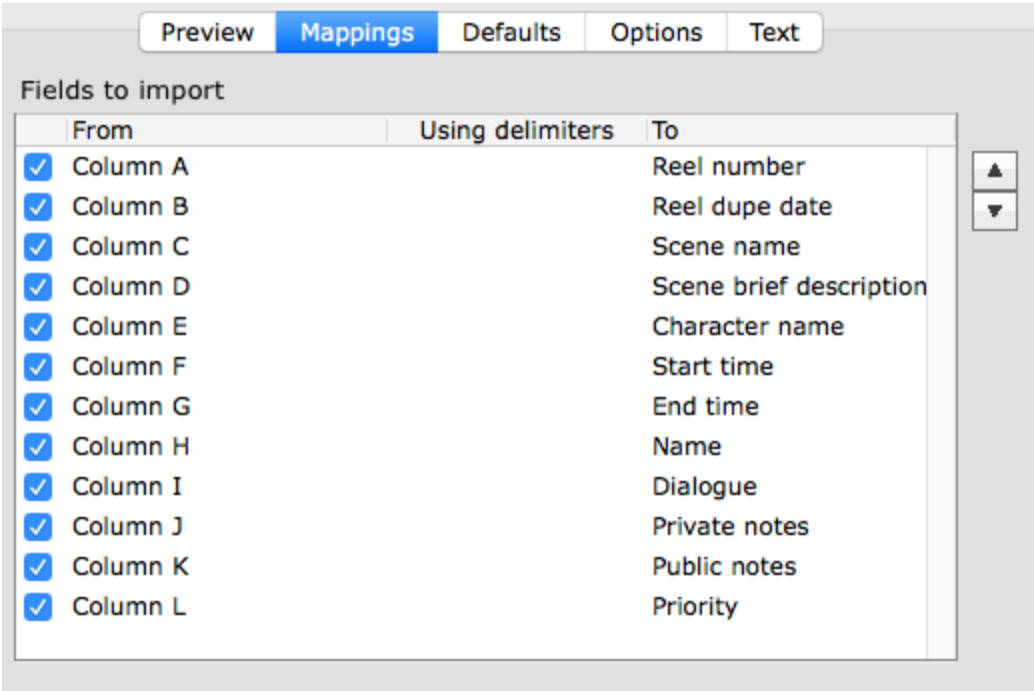 Preview Mappings Defaults Options Text
Fields to import
From Using delimiters To
Column A Reel number
Column B Reel dupe date
Column C Scene name
Column D Scene brief description
Column E Character name
Column F Start time
Column G End time
Column H Name
Column I Dialogue
Column J Private notes
Column K Public notes
Column L Priority